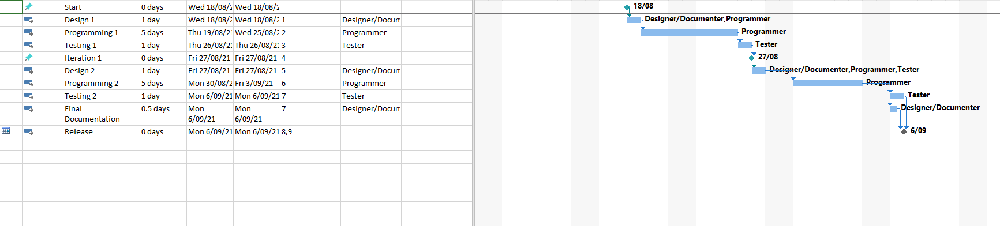 Start 0 days Wed 18/08/2 Wed 18/08/2 18/08
Design 1 1 day Wed 18/08/2 Wed 18/08/2 1 Designer/Docum Designer/Documenter,Programmer
Programming 1 5 days Thu 19/08/21 Wed 25/08/2 2 Programmer Programmer
Testing 1 1 day Thu 26/08/21 Thu 26/08/21 3 Tester Tester
Iteration 1 0 days Fri 27/08/21 Fri 27/08/21 4 27/08
Design 2 1 day Fri 27/08/21 Fri 27/08/21 5 Designer/Docum Designer/Documenter,Programmer,Tester
Programming 2 5 days Mon 30/08/2 Fri 3/09/21 6 Programmer Programmer
Testing 2 1 day Mon 6/09/21 Mon 6/09/21 7 Tester Tester
Final 0.5 days Mon Mon 7 Designer/Docum Designer/Documenter
Documentation 6/09/21 6/09/21
Release 0 days Mon 6/09/21 Mon 6/09/21 8,9 6/09